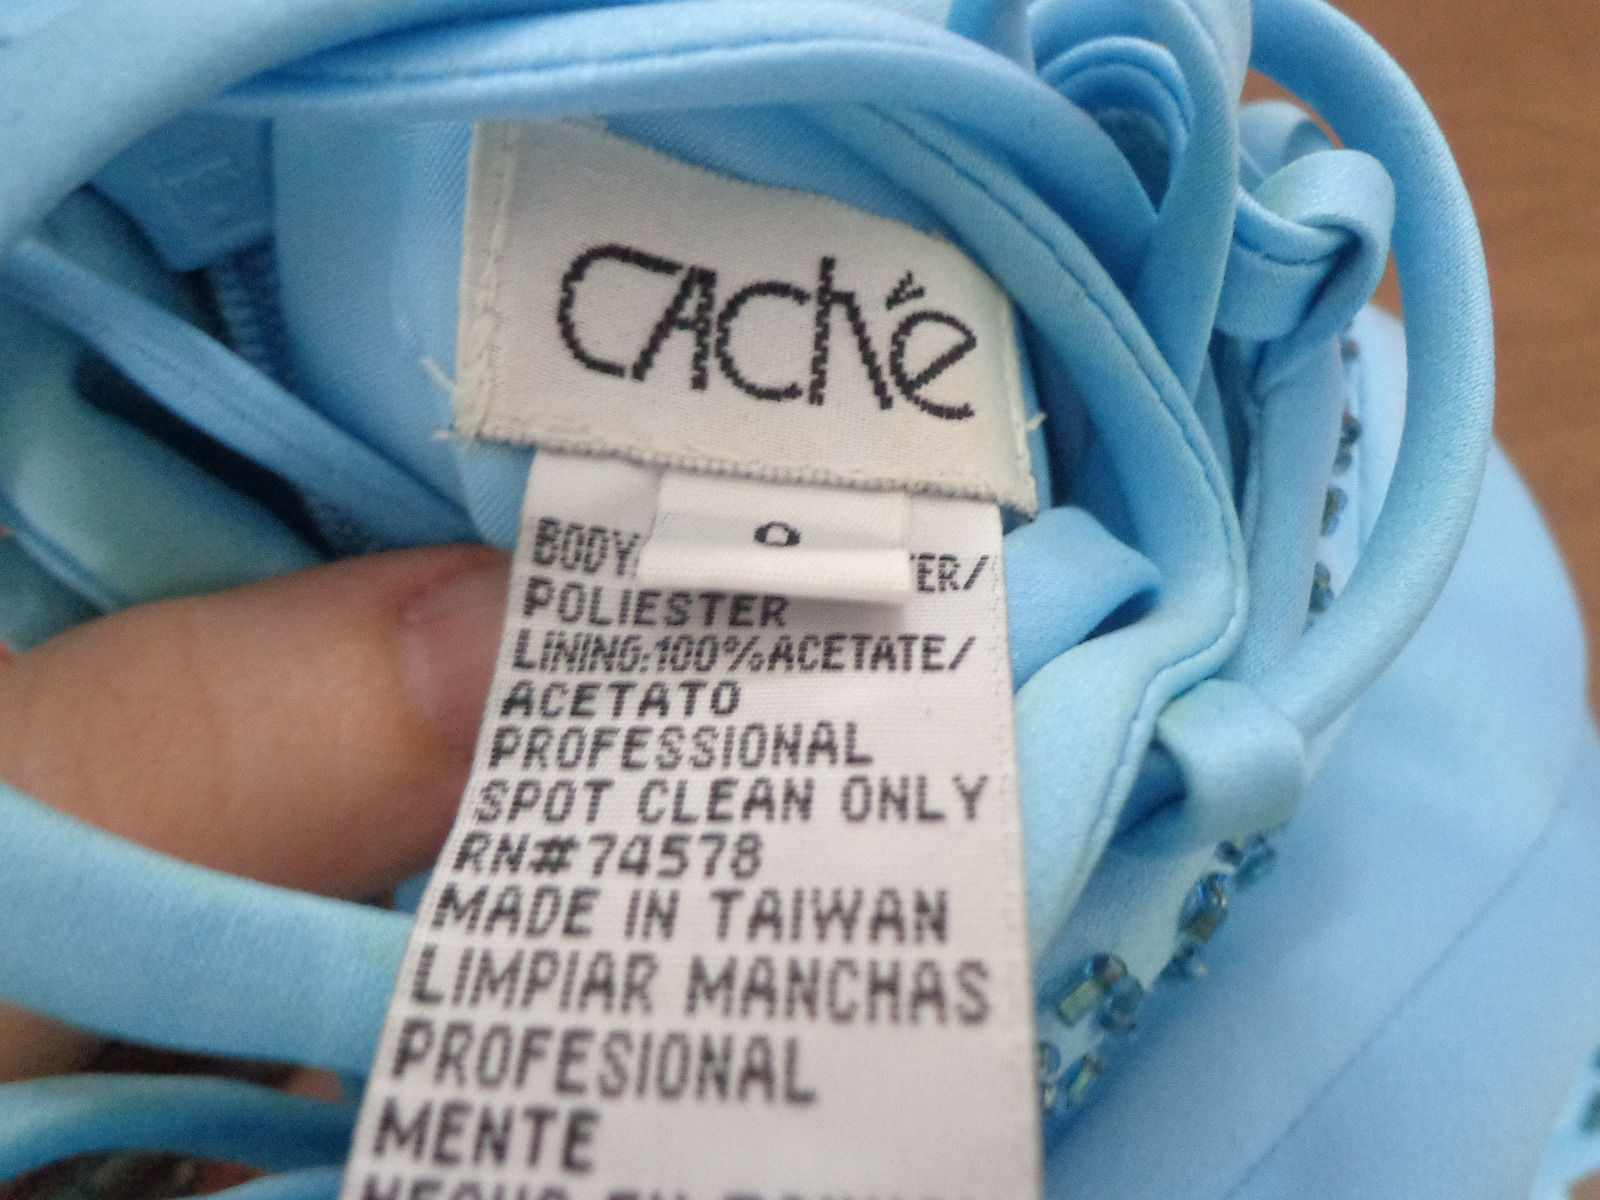 CAChé
0
BODY: ER/
POLIESTER
LINING:100%ACETATE/
ACETATO
PROFESSIONAL
SPOT CLEAN ONLY
RN#74578
MADE IN TAIWAN
LIMPIAR MANCHAS
PROFESIONAL
MENTE